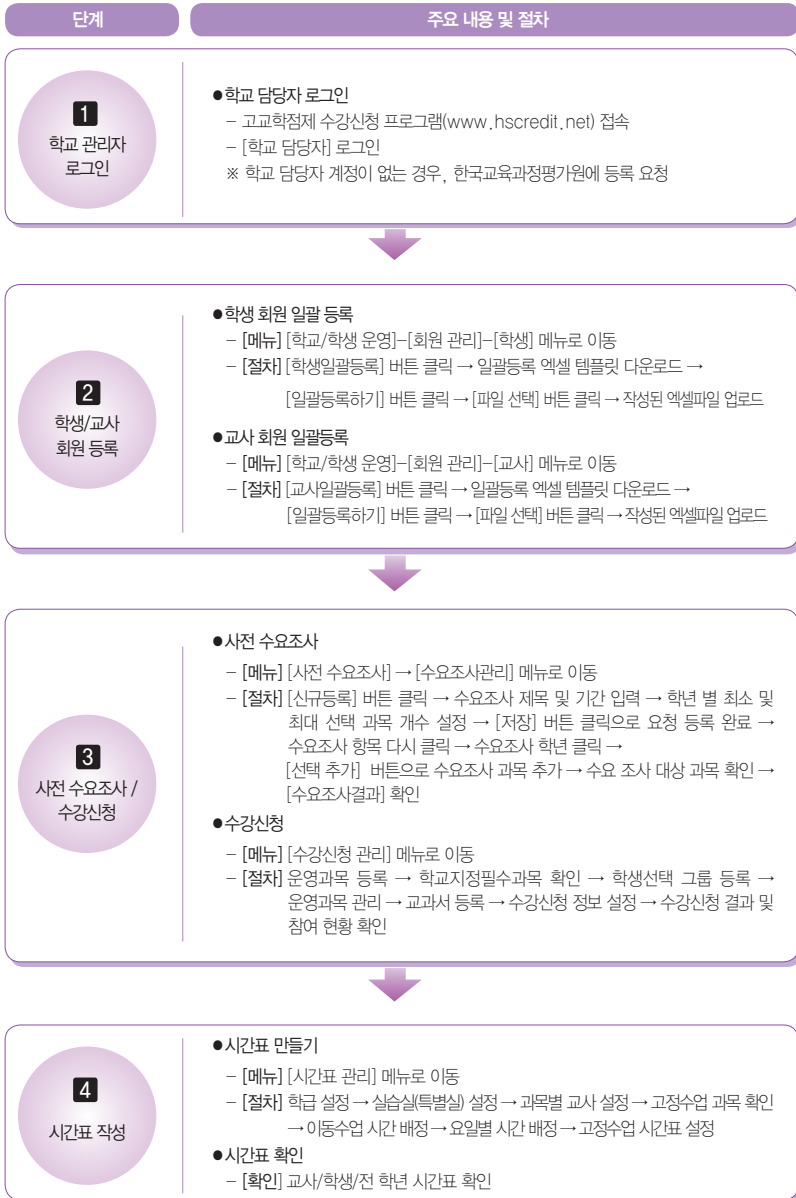 단계
주요 내용 및 절차
1
학교 관리자
로그인
●학교 담당자 로그인
- 고교학점제 수강신청 프로그램(www.hscredit.net) 접속
- [학교 담당자] 로그인
※ 학교 담당자 계정이 없는 경우, 한국교육과정평가원에 등록 요청
2
학생/교사
회원 등록
●학생 회원 일괄 등록
- [메뉴] [학교/학생 운영]-[회원 관리]-[학생] 메뉴로 이동
- [절차] [학생일괄등록] 버튼 클릭 → 일괄등록 엑셀 템플릿 다운로드 →
[일괄등록하기] 버튼 클릭 → [파일 선택] 버튼 클릭 → 작성된 엑셀파일 업로드
●교사 회원 일괄등록
- [메뉴] [학교/학생 운영]-[회원 관리]-[교사] 메뉴로 이동
- [절차] [교사일괄등록] 버튼 클릭 → 일괄등록 엑셀 템플릿 다운로드 →
[일괄등록하기] 버튼 클릭 → [파일 선택] 버튼 클릭 → 작성된 엑셀파일 업로드
3
사전 수요조사 /
수강신청
●사전 수요조사
- [메뉴] [사전 수요조사] → [수요조사관리] 메뉴로 이동
- [절차] [신규등록] 버튼 클릭 → 수요조사 제목 및 기간 입력 → 학년 별 최소 및
최대 선택 과목 개수 설정 → [저장] 버튼 클릭으로 요청 등록 완료 →
수요조사 항목 다시 클릭 → 수요조사 학년 클릭 →
[선택 추가] 버튼으로 수요조사 과목 추가 → 수요 조사 대상 과목 확인 →
[수요조사결과] 확인
●수강신청
- [메뉴] [수강신청 관리] 메뉴로 이동
- [절차] 운영과목 등록 → 학교지정필수과목 확인 → 학생선택 그룹 등록 →
운영과목 관리 → 교과서 등록 → 수강신청 정보 설정 → 수강신청 결과 및
참여 현황 확인
4
시간표 작성
●시간표 만들기
- [메뉴] [시간표 관리] 메뉴로 이동
- [절차] 학급 설정 → 실습실(특별실) 설정 → 과목별 교사 설정 → 고정수업 과목 확인
→ 이동수업 시간 배정 → 요일별 시간 배정 → 고정수업 시간표 설정
●시간표 확인
- [확인] 교사/학생/전 학년 시간표 확인